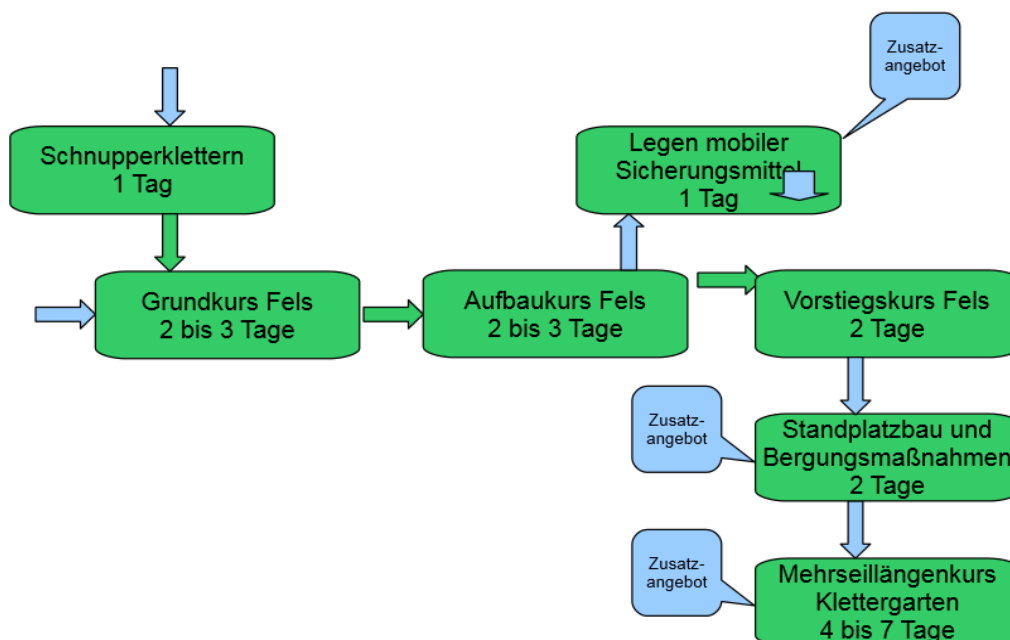 Zusatz-
angebot
Schnupperklettern
1 Tag
Legen mobiler
Sicherungsmittel
1 Tag
Grundkurs Fels
2 bis 3 Tage
Aufbaukurs Fels
2 bis 3 Tage
Vorstiegskurs Fels
2 Tage
Zusatz-
angebot
Standplatzbau und
Bergungsmaßnahmen
2 Tage
Zusatz-
angebot
Mehrseillängenkurs
Klettergarten
4 bis 7 Tage